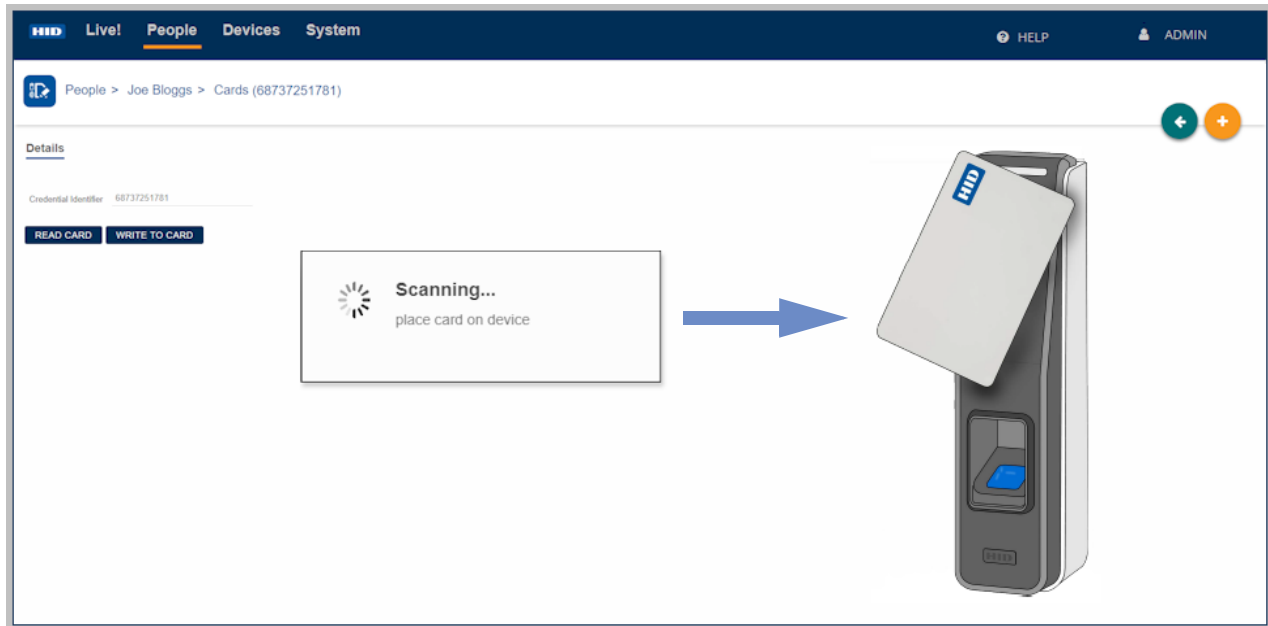 HID Live! People Devices System HELP ADMIN
People > Joe Bloggs > Cards (68737251781)
Details
Credential Identifier 68737251781
READ CARD WRITE TO CARD
Scanning...
place card on device
HID
HID